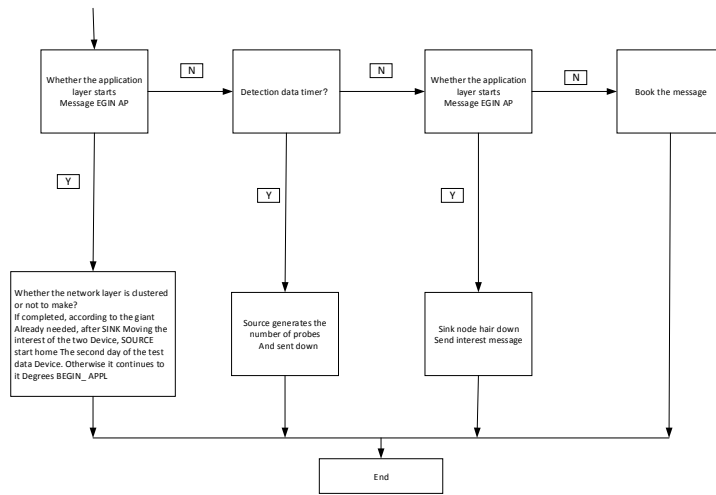 Whether the application
layer starts
Message EGIN AP
N
Detection data timer?
N
Whether the application
layer starts
Message EGIN AP
N
Book the message
Y
Y
Y
Whether the network layer is clustered
or not to make?
If completed, according to the giant
Already needed, after SINK Moving the
interest of the two Device, SOURCE
start home The second day of the test
data Device. Otherwise it continues to
it Degrees BEGIN_ APPL
Source generates the
number of probes
And sent down
Sink node hair down
Send interest message
End